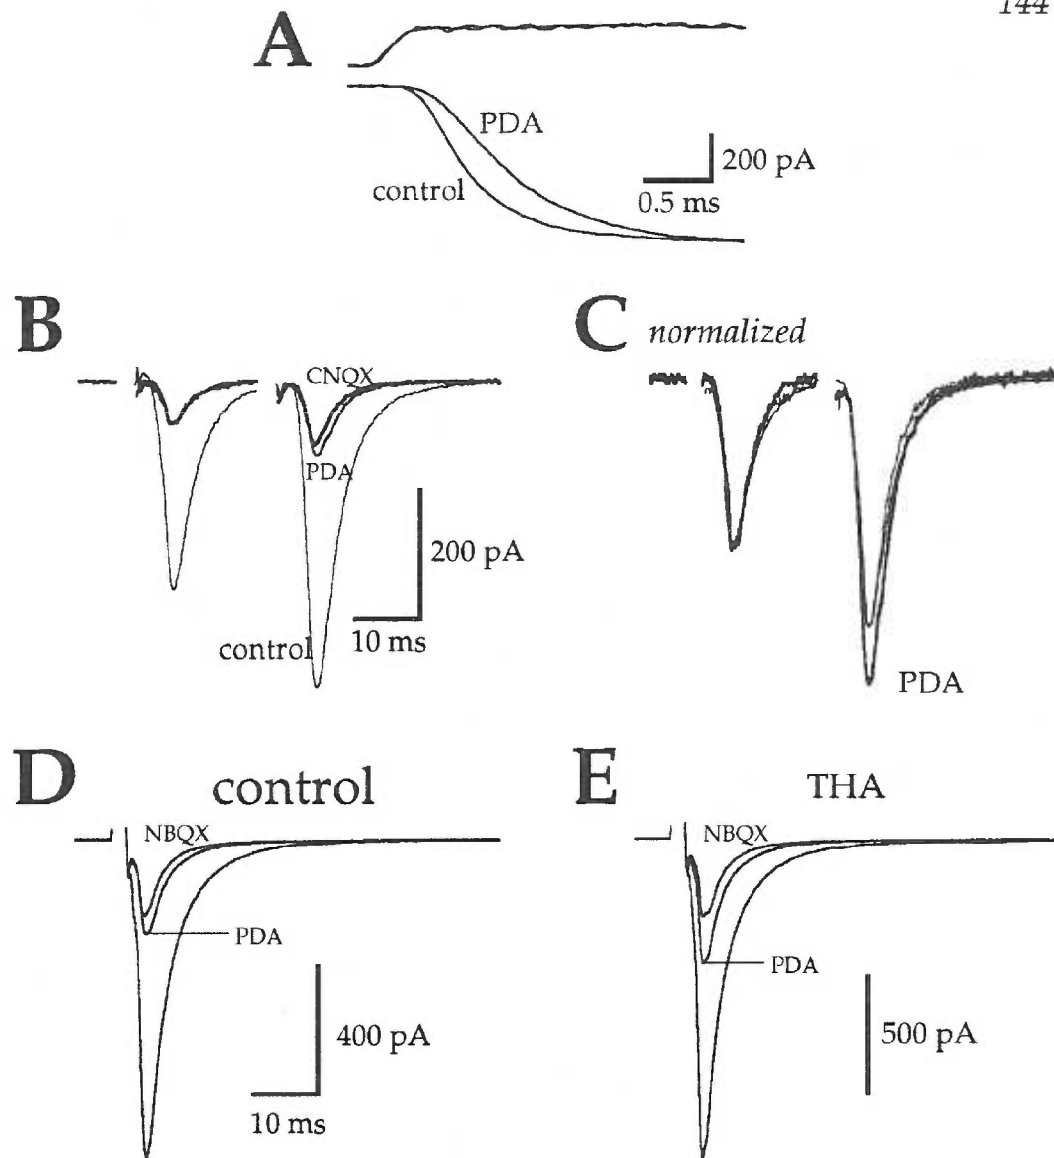 144
A
PDA
control
200 pA
0.5 ms
B
CNQX
PDA
control
200 pA
10 ms
C normalized
PDA
D control
NBQX
PDA
400 pA
10 ms
E THA
NBQX
PDA
500 pA